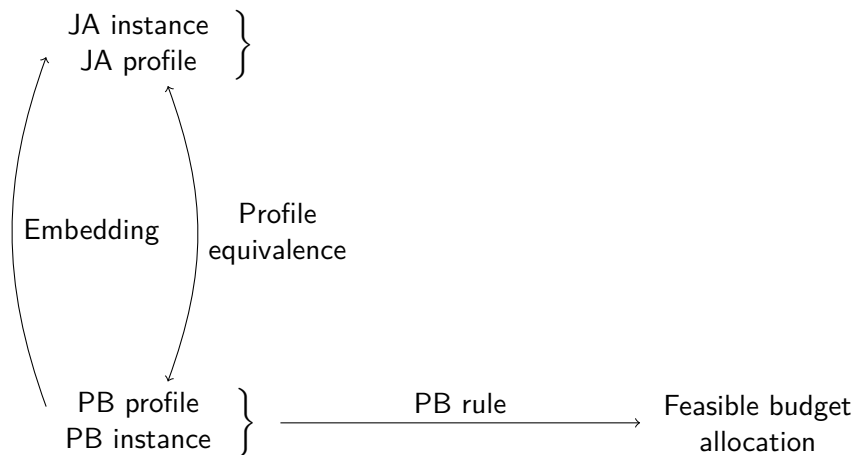 JA instance
JA profile
Embedding
Profile
equivalence
PB profile
PB instance
PB rule
Feasible budget
allocation